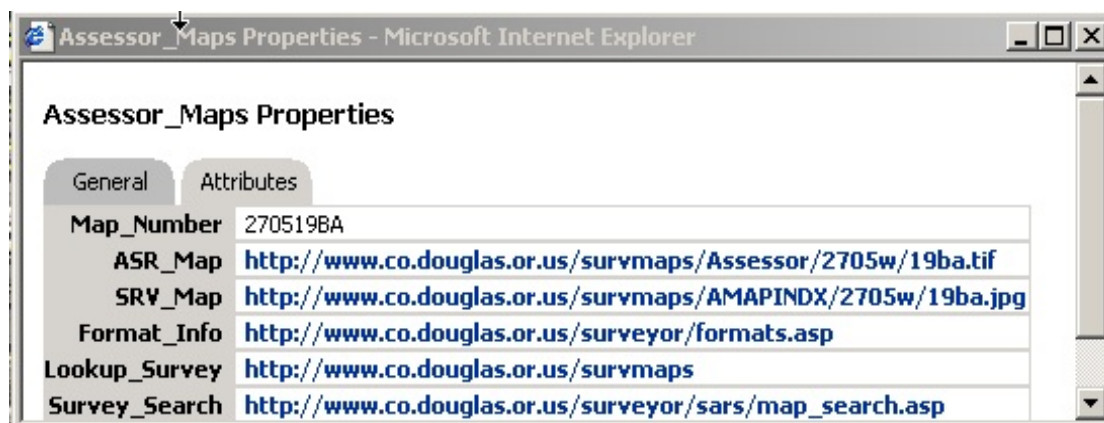 Assessor_Maps Properties - Microsoft Internet Explorer
Assessor_Maps Properties
General Attributes
Map_Number 270519BA
ASR_Map http://www.co.douglas.or.us/survmaps/Assessor/2705w/19ba.tif
SRV_Map http://www.co.douglas.or.us/survmaps/AMAPINDX/2705w/19ba.jpg
Format_Info http://www.co.douglas.or.us/surveyor/formats.asp
Lookup_Survey http://www.co.douglas.or.us/survmaps
Survey_Search http://www.co.douglas.or.us/surveyor/sars/map_search.asp